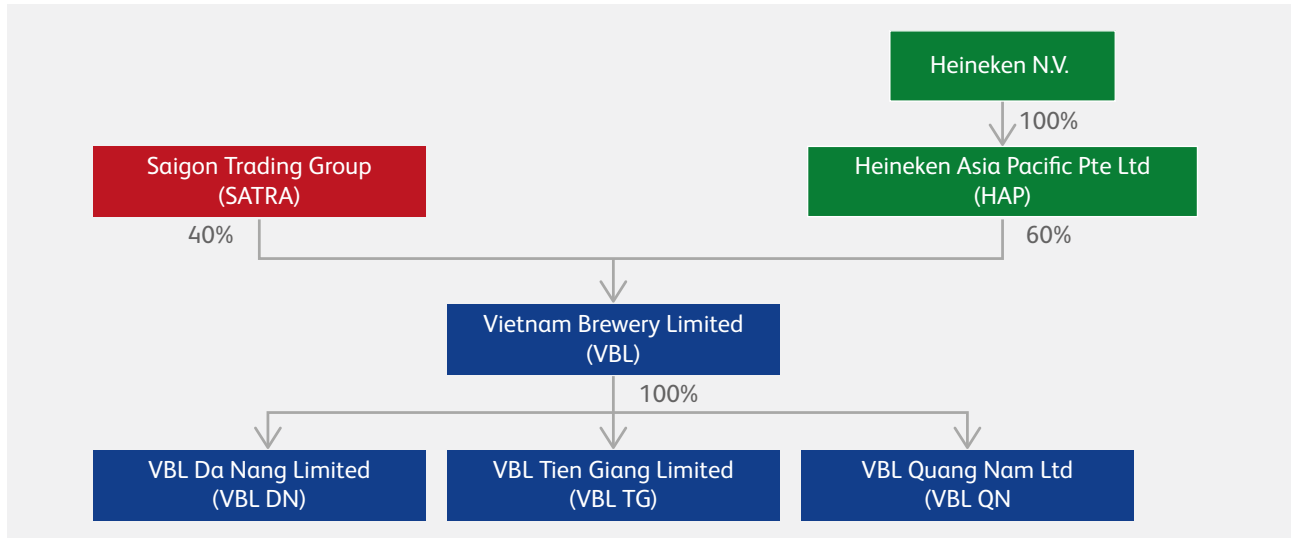 Heineken N.V.
100%
Saigon Trading Group
(SATRA)
Heineken Asia Pacific Pte Ltd
(HAP)
40%
60%
Vietnam Brewery Limited
(VBL)
100%
VBL Da Nang Limited
(VBL DN)
VBL Tien Giang Limited
(VBL TG)
VBL Quang Nam Ltd
(VBL QN